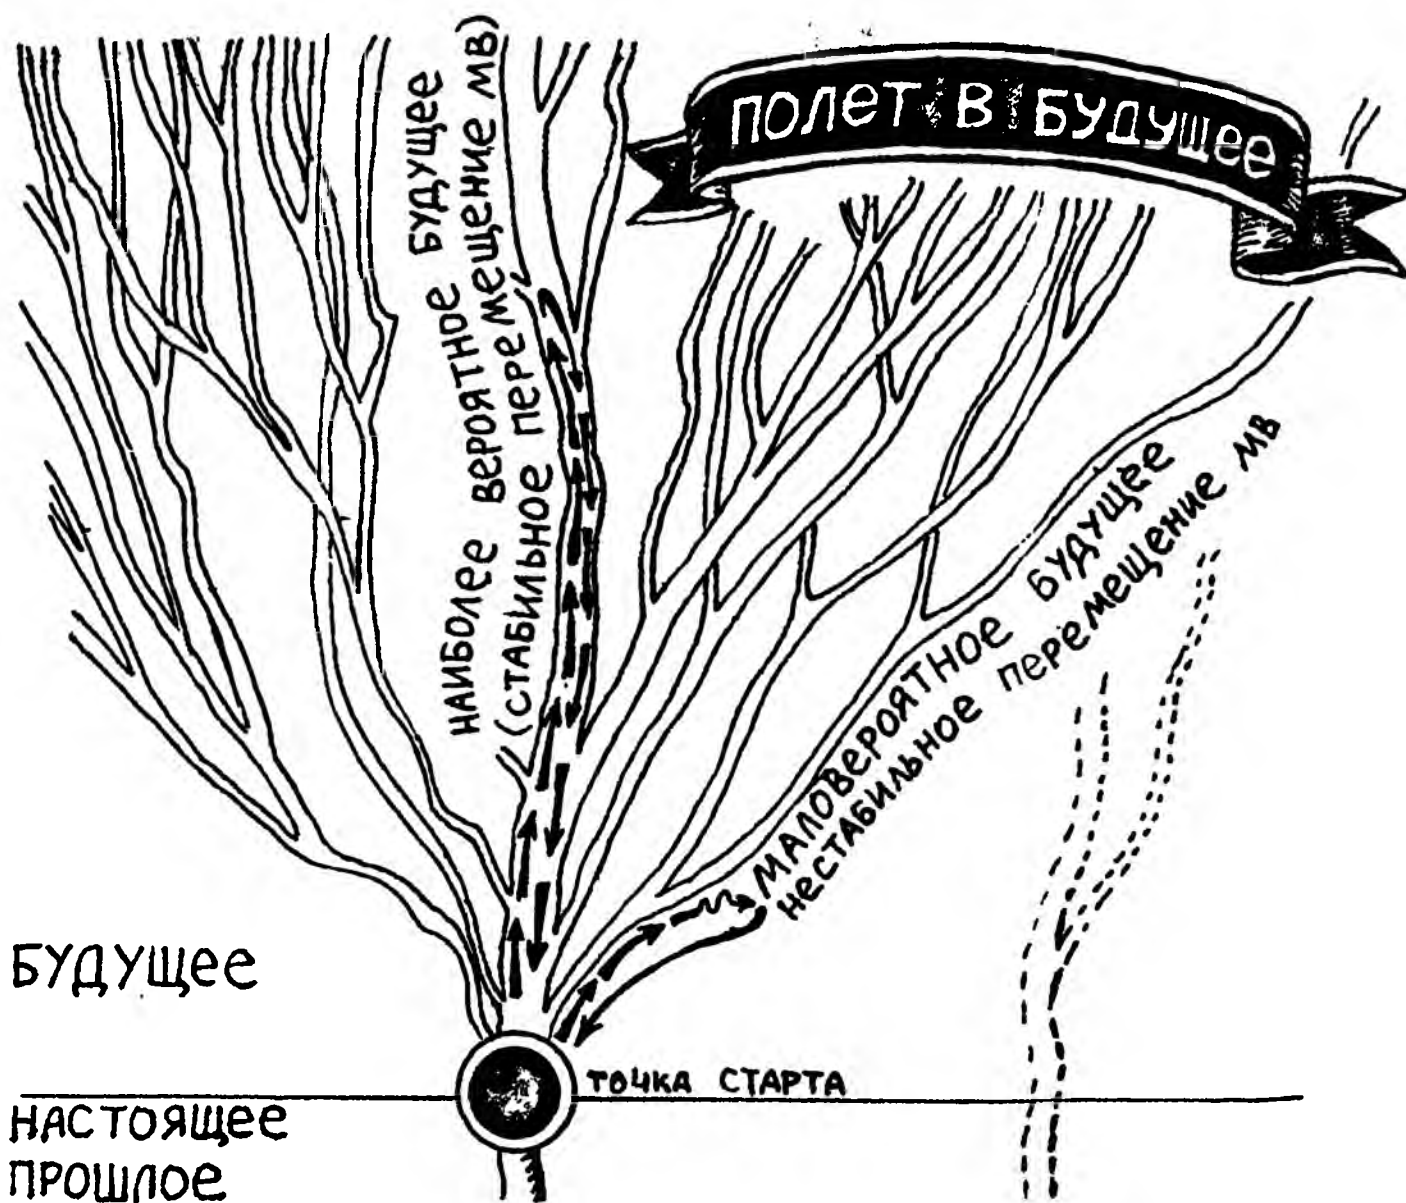 ПОЛЕТ В БУДУЩЕЕ
НАИБОЛЕЕ ВЕРОЯТНОЕ БУДУЩЕЕ
(СТАБИЛЬНОЕ ПЕРЕМЕЩЕНИЕ МВ)
МАЛОВЕРОЯТНОЕ БУДУЩЕЕ
НЕСТАБИЛЬНОЕ ПЕРЕМЕЩЕНИЕ МВ
БУДУЩЕЕ
ТОЧКА СТАРТА
НАСТОЯЩЕЕ
ПРОШЛОЕ